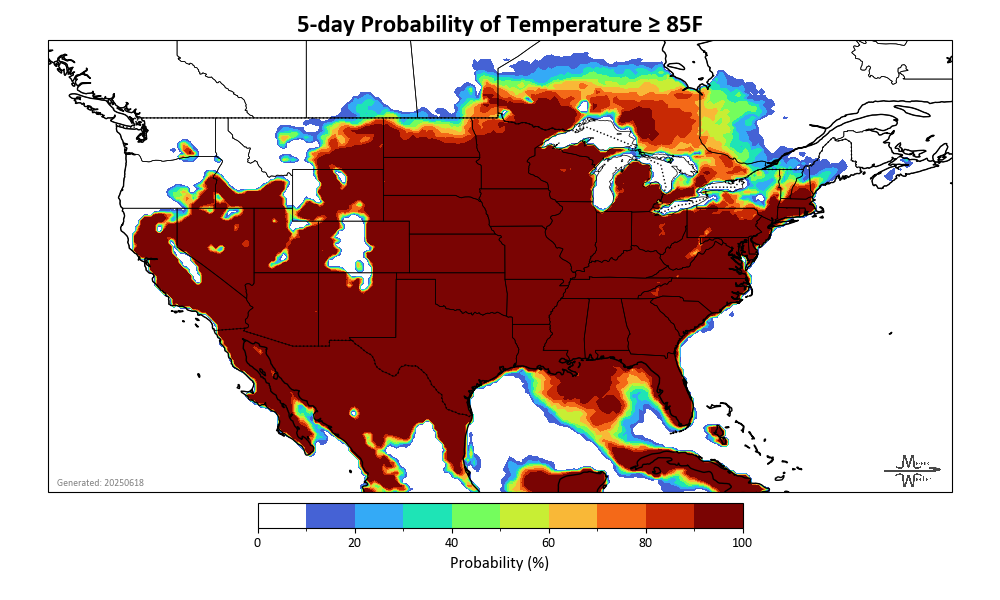 5-day Probability of Temperature ≥ 85F
Generated: 20250618
0 20 40 60 80 100
Probability (%)